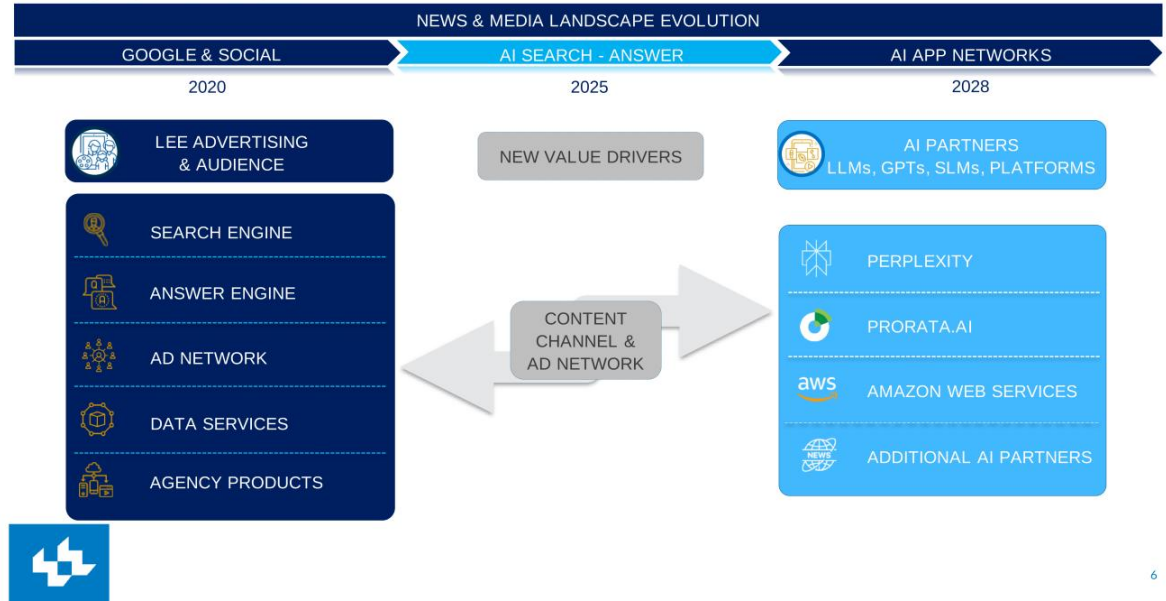 NEWS & MEDIA LANDSCAPE EVOLUTION
GOOGLE & SOCIAL
AI SEARCH - ANSWER
AI APP NETWORKS
2020
2025
2028
LEE ADVERTISING
& AUDIENCE
NEW VALUE DRIVERS
AI PARTNERS
LLMs, GPTs, SLMs, PLATFORMS
SEARCH ENGINE
ANSWER ENGINE
AD NETWORK
DATA SERVICES
AGENCY PRODUCTS
CONTENT
CHANNEL &
AD NETWORK
PERPLEXITY
PRORATA.AI
aws
AMAZON WEB SERVICES
NEWS
ADDITIONAL AI PARTNERS
6